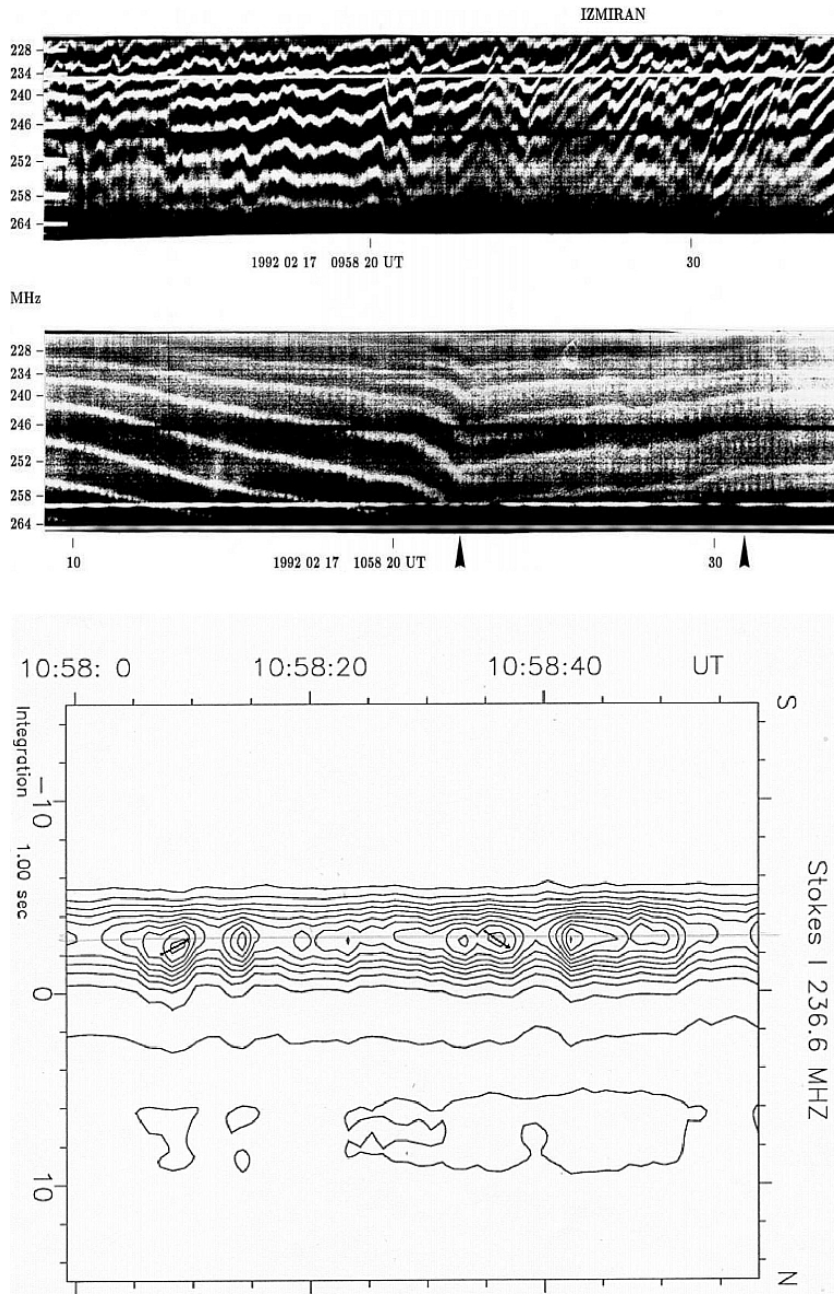 IZMIRAN
228
234
240
246
252
258
264
1992 02 17 0958 20 UT
30
MHz
228
234
240
246
252
258
264
10
1992 02 17 1058 20 UT
30
10:58: 0
10:58:20
10:58:40
UT
S
Integration 1.00 sec
-10
0
10
Stokes I 236.6 MHZ
N